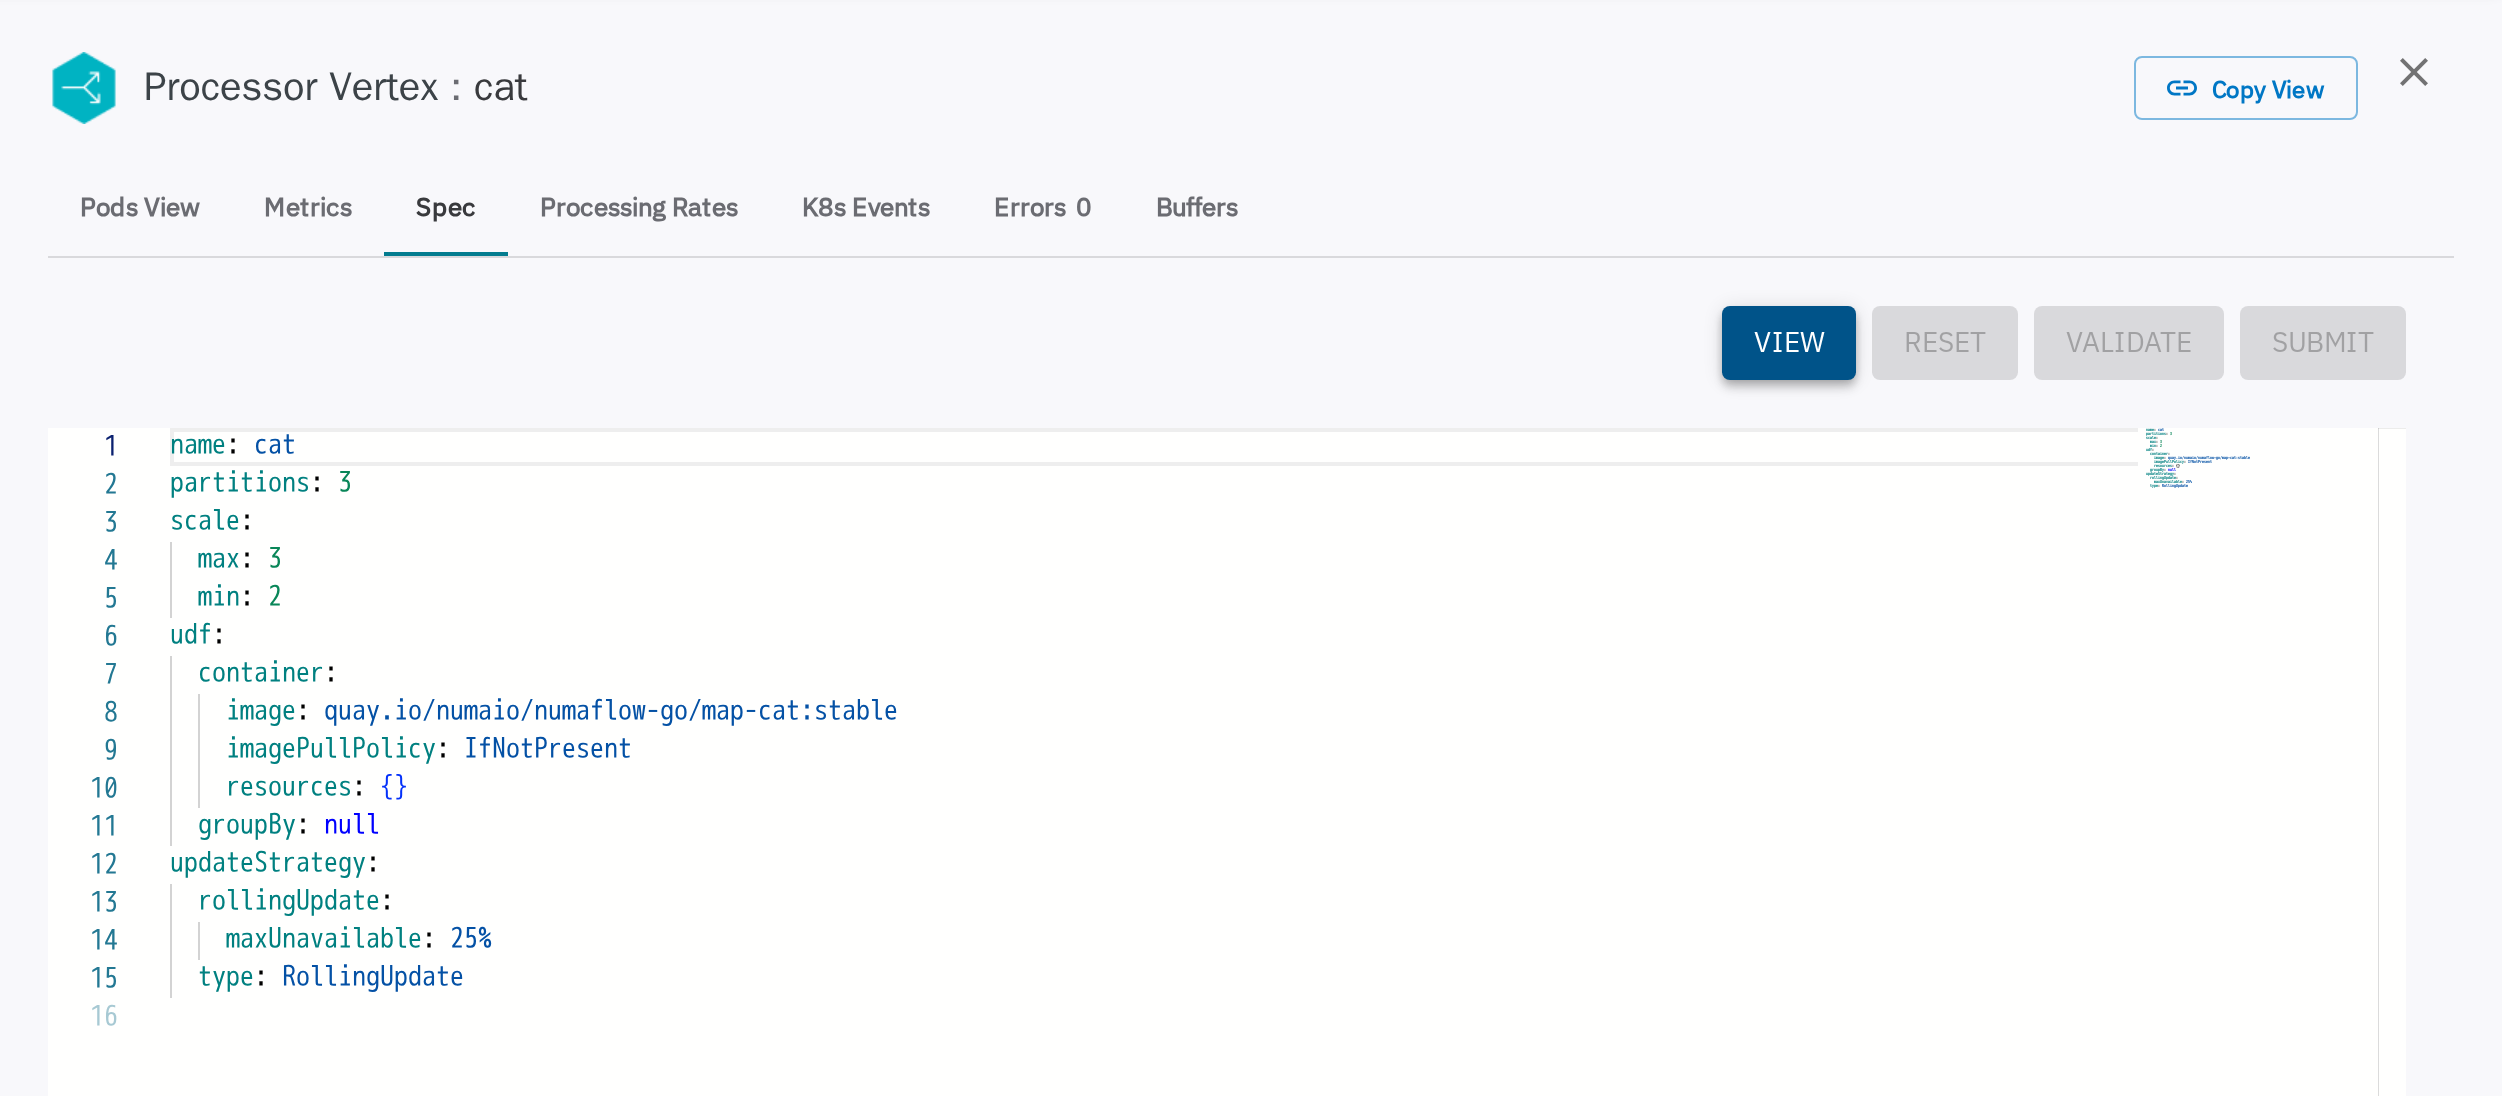 Processor Vertex : cat
Copy View
Pods View Metrics Spec Processing Rates K8s Events Errors 0 Buffers
VIEW RESET VALIDATE SUBMIT
1 name: cat
2 partitions: 3
3 scale:
4   max: 3
5   min: 2
6 udf:
7   container:
8     image: quay.io/numaio/numaflow-go/map-cat:stable
9     imagePullPolicy: IfNotPresent
10     resources: {}
11   groupBy: null
12 updateStrategy:
13   rollingUpdate:
14     maxUnavailable: 25%
15   type: RollingUpdate
16